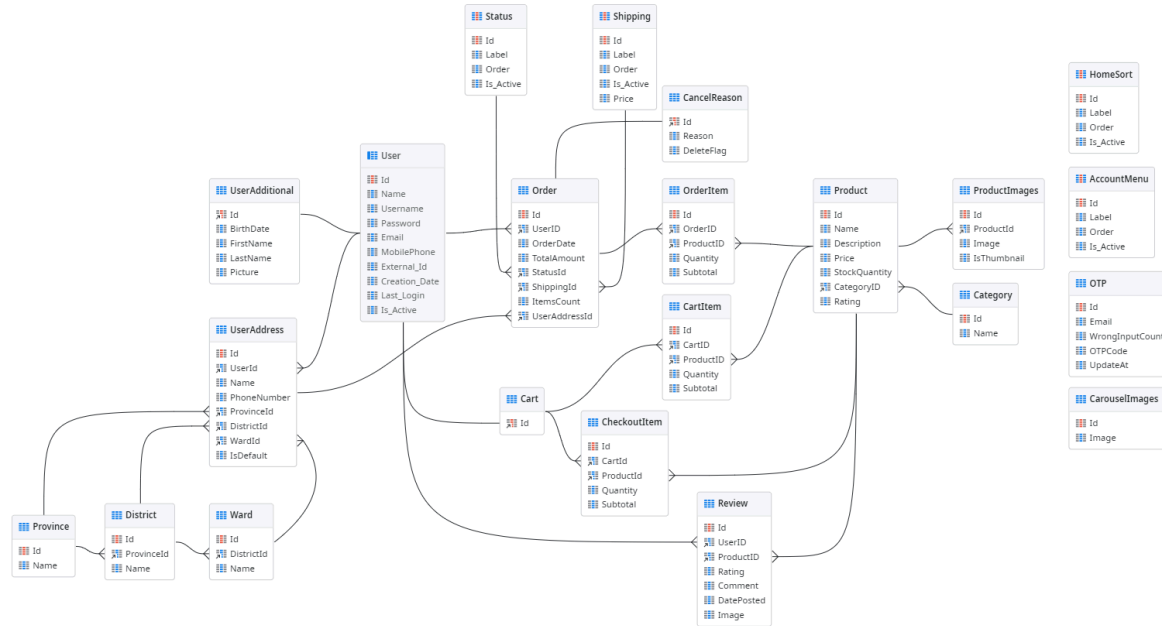 Status
Id
Label
Order
Is_Active
Shipping
Id
Label
Order
Is_Active
Price
CancelReason
Id
Reason
DeleteFlag
HomeSort
Id
Label
Order
Is_Active
User
Id
Name
Username
Password
Email
MobilePhone
External_Id
Creation_Date
Last_Login
Is_Active
UserAdditional
Id
BirthDate
FirstName
LastName
Picture
Order
Id
UserID
OrderDate
TotalAmount
StatusId
ShippingId
ItemsCount
UserAddressId
OrderItem
Id
OrderID
ProductID
Quantity
Subtotal
Product
Id
Name
Description
Price
StockQuantity
CategoryID
Rating
ProductImages
Id
ProductId
Image
IsThumbnail
AccountMenu
Id
Label
Order
Is_Active
OTP
Id
Email
WrongInputCount
OTPCode
UpdateAt
CartItem
Id
CartID
ProductID
Quantity
Subtotal
Category
Id
Name
UserAddress
Id
UserId
Name
PhoneNumber
ProvinceId
DistrictId
WardId
IsDefault
Cart
Id
CheckoutItem
Id
CartId
ProductId
Quantity
Subtotal
CarouselImages
Id
Image
Province
Id
Name
District
Id
ProvinceId
Name
Ward
Id
DistrictId
Name
Review
Id
UserID
ProductID
Rating
Comment
DatePosted
Image